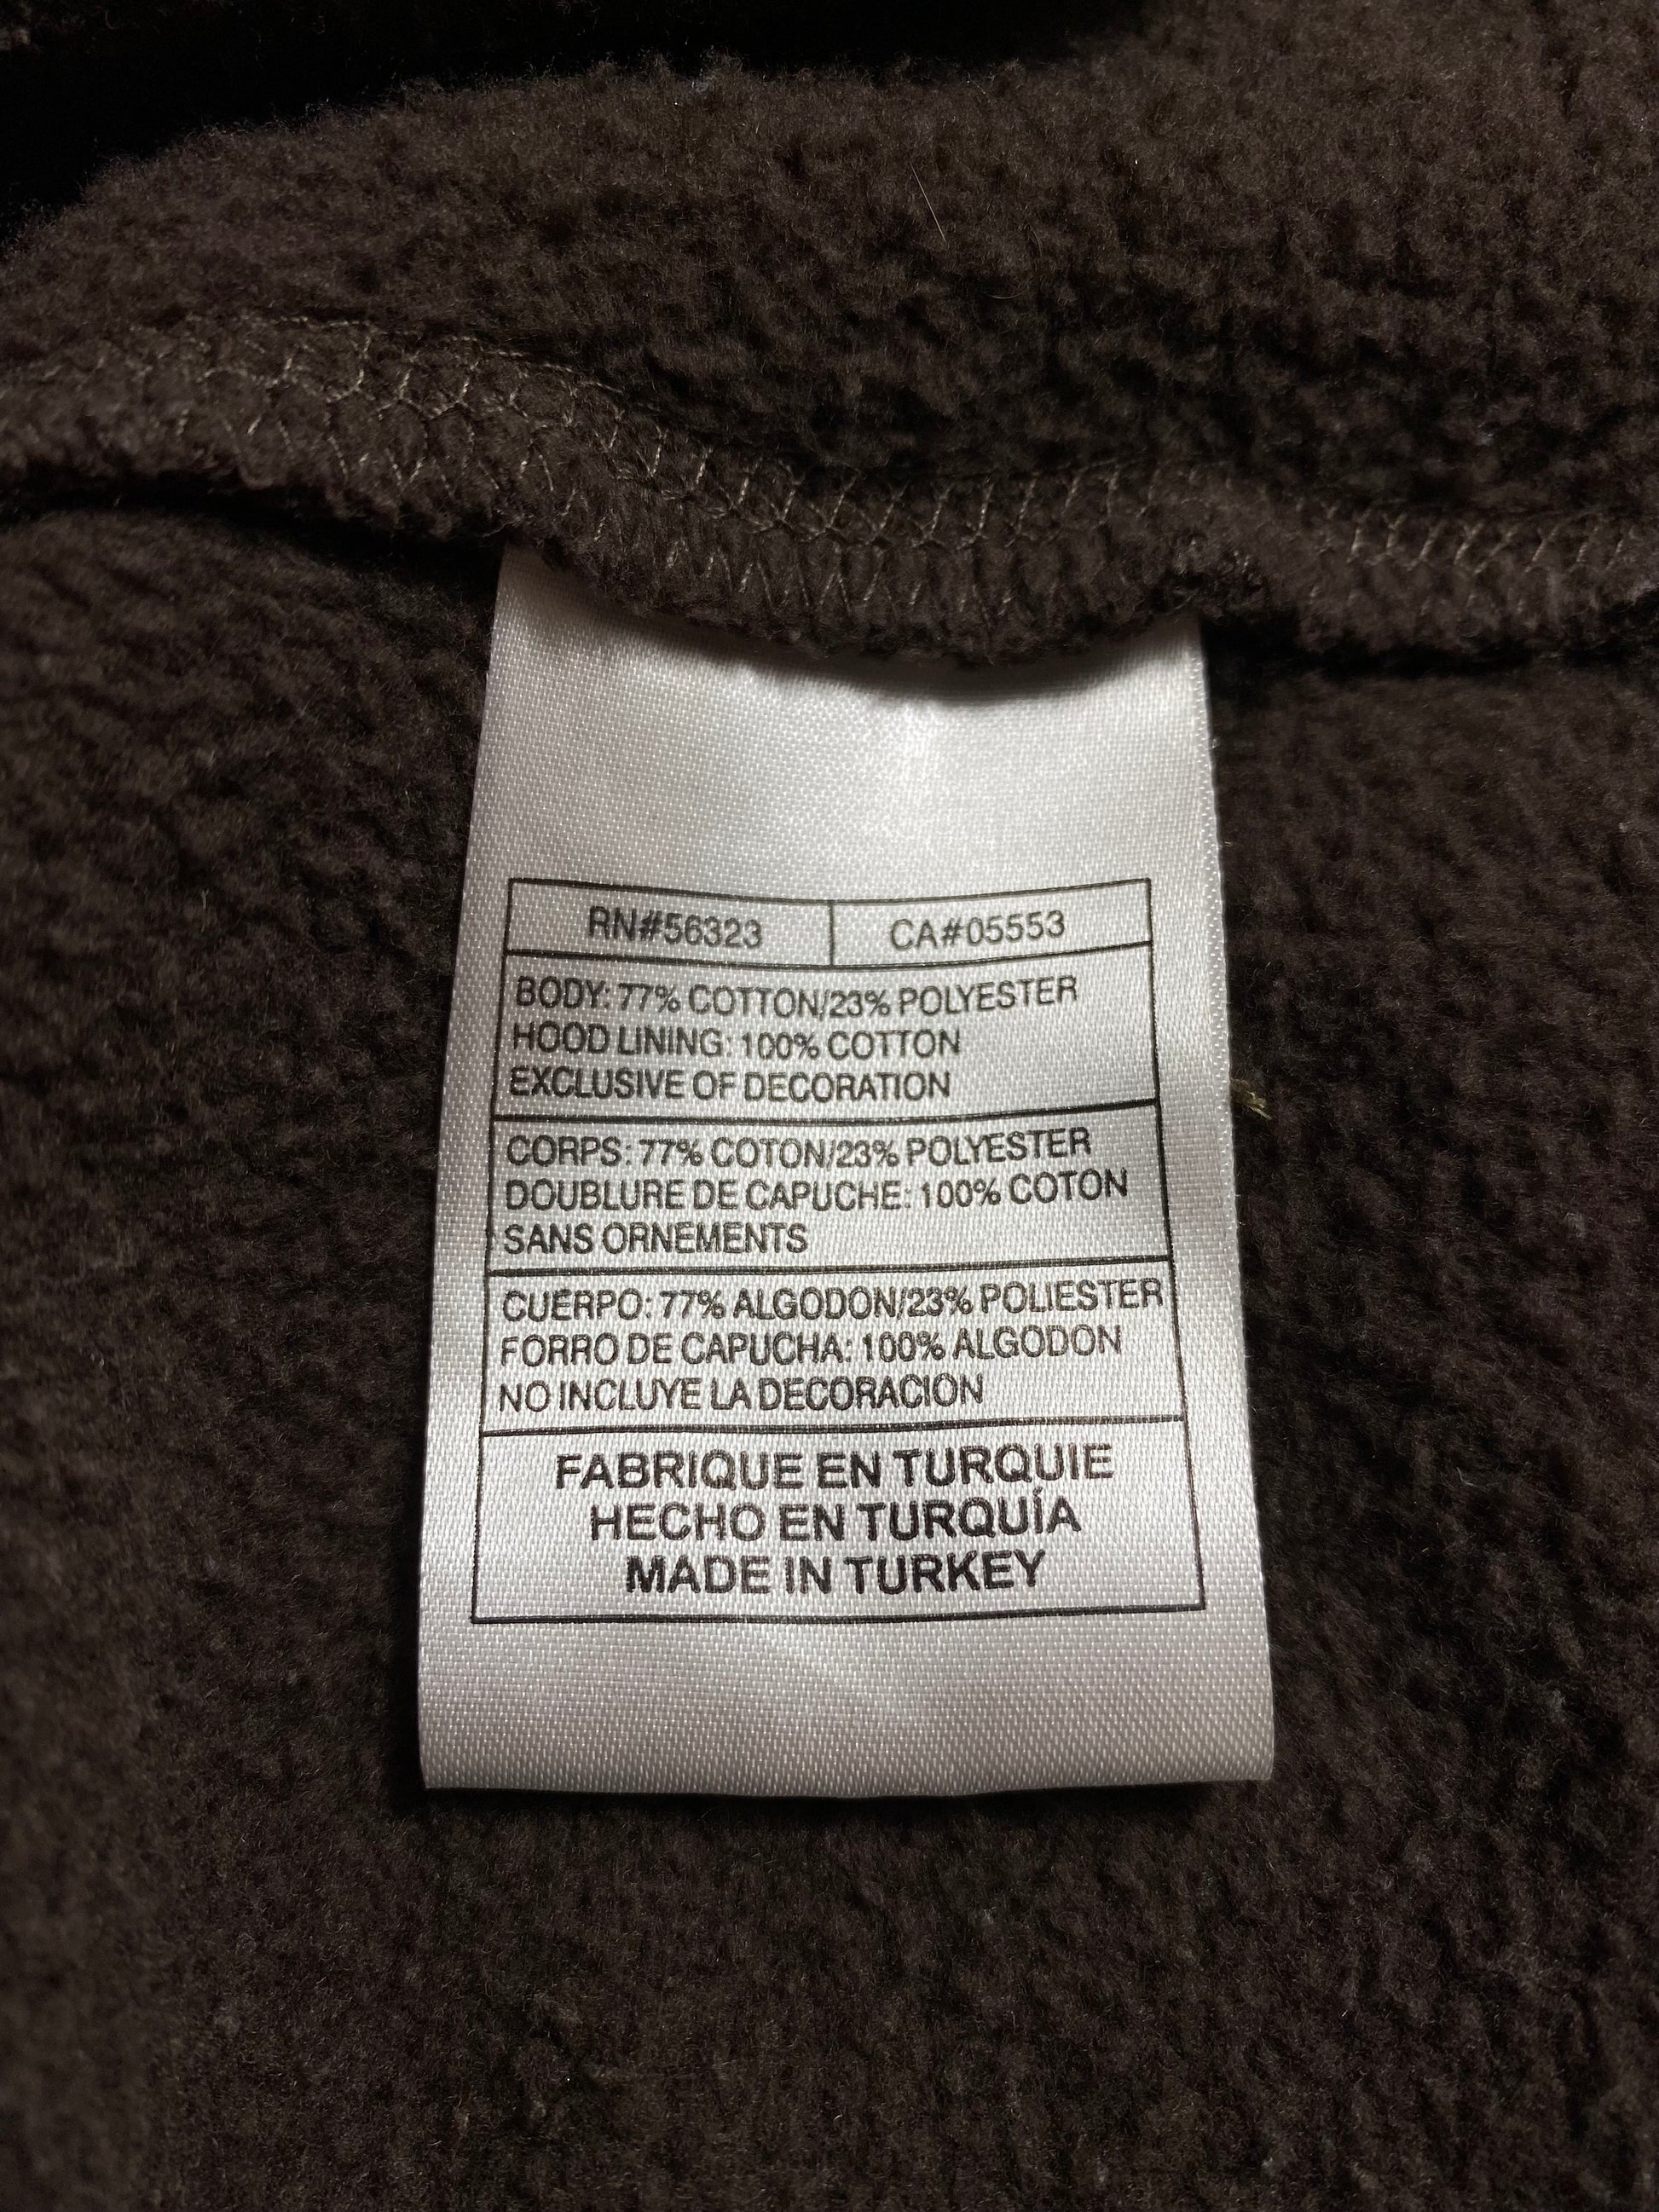 RN#56323 CA#05553
BODY: 77% COTTON/23% POLYESTER
HOOD LINING: 100% COTTON
EXCLUSIVE OF DECORATION
CORPS: 77% COTON/23% POLYESTER
DOUBLURE DE CAPUCHE: 100% COTON
SANS ORNEMENTS
CUERPO: 77% ALGODON/23% POLIESTER
FORRO DE CAPUCHA: 100% ALGODON
NO INCLUYE LA DECORACION
FABRIQUE EN TURQUIE
HECHO EN TURQUÍA
MADE IN TURKEY